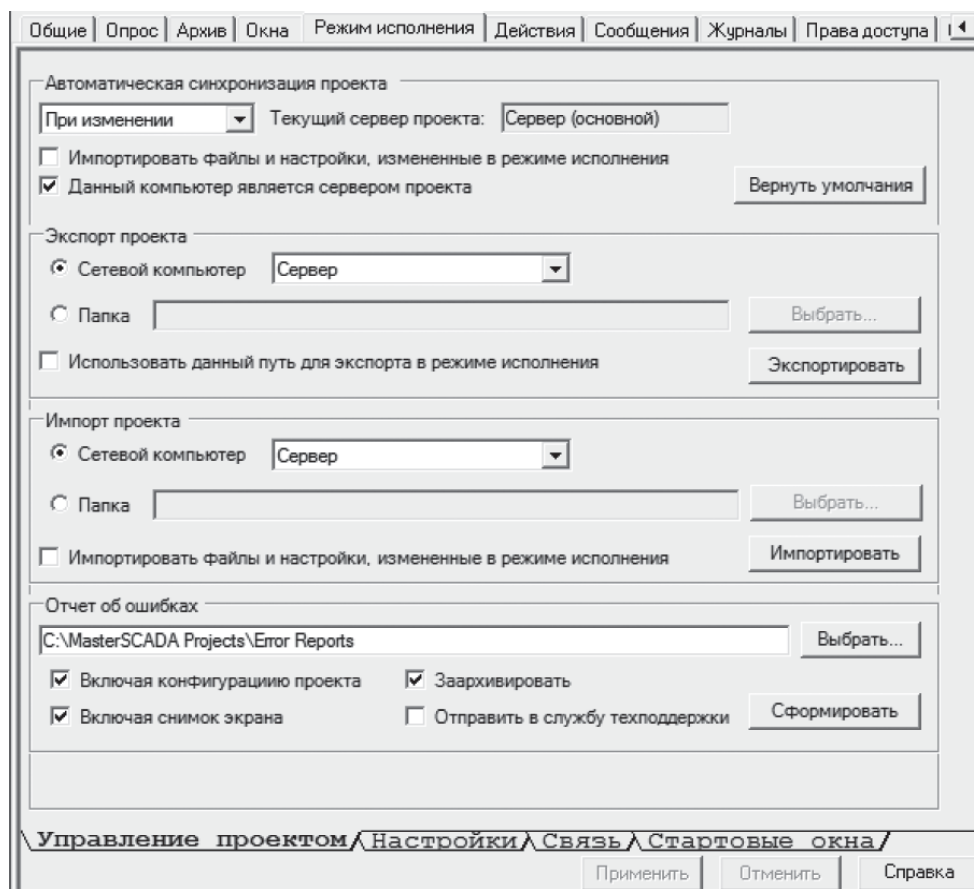 Общие Опрос Архив Окна Режим исполнения Действия Сообщения Журналы Права доступа
Автоматическая синхронизация проекта
При изменении Текущий сервер проекта: Сервер (основной)
Импортировать файлы и настройки, измененные в режиме исполнения
Данный компьютер является сервером проекта Вернуть умолчания
Экспорт проекта
Сетевой компьютер Сервер
Папка Выбрать...
Использовать данный путь для экспорта в режиме исполнения Экспортировать
Импорт проекта
Сетевой компьютер Сервер
Папка Выбрать...
Импортировать файлы и настройки, измененные в режиме исполнения Импортировать
Отчет об ошибках
C:\MasterSCADA Projects\Error Reports Выбрать...
Включая конфигурациию проекта Заархивировать
Включая снимок экрана Отправить в службу техподдержки Сформировать
Управление проектом Настройки Связь Стартовые окна
Применить Отменить Справка